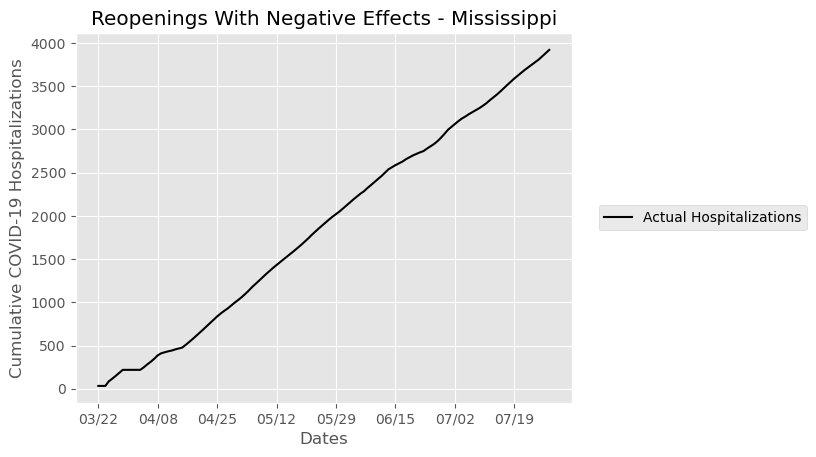 Reopenings With Negative Effects - Mississippi
Cumulative COVID-19 Hospitalizations
4000
3500
3000
2500
2000
1500
1000
500
0
03/22 04/08 04/25 05/12 05/29 06/15 07/02 07/19
Dates
Actual Hospitalizations